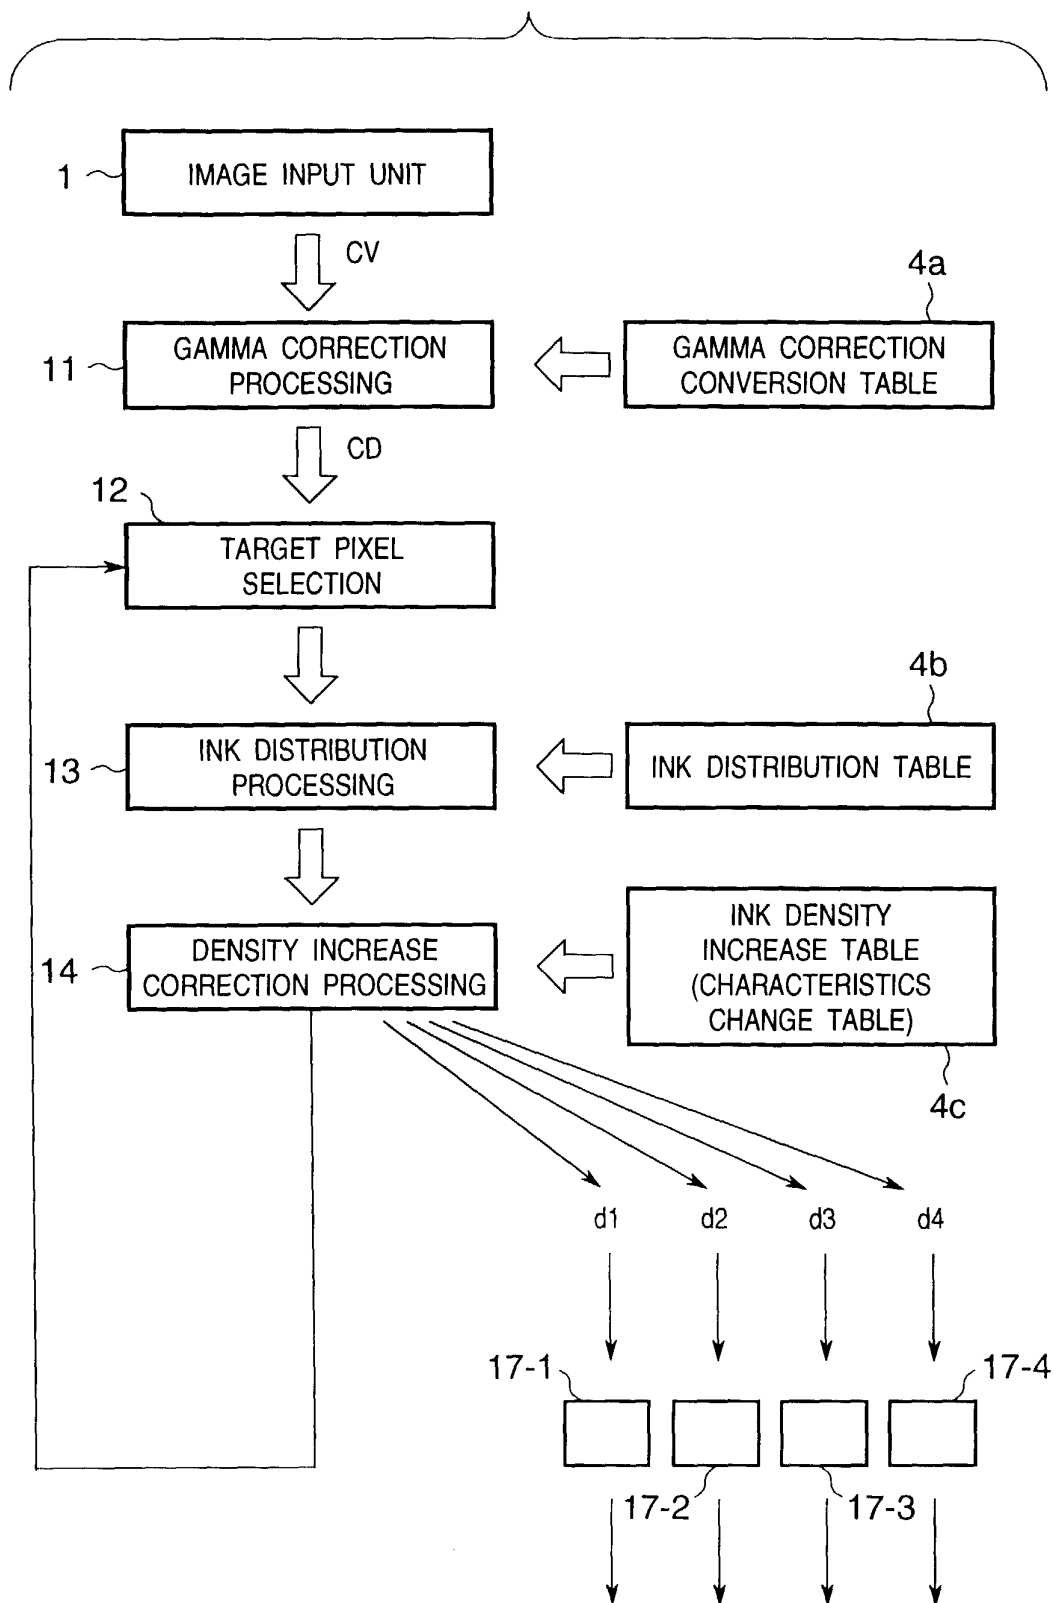 1
IMAGE INPUT UNIT
CV
4a
11
GAMMA CORRECTION
PROCESSING
GAMMA CORRECTION
CONVERSION TABLE
CD
12
TARGET PIXEL
SELECTION
4b
13
INK DISTRIBUTION
PROCESSING
INK DISTRIBUTION TABLE
14
DENSITY INCREASE
CORRECTION PROCESSING
INK DENSITY
INCREASE TABLE
(CHARACTERISTICS
CHANGE TABLE)
4c
d1 d2 d3 d4
17-1 17-4
17-2 17-3